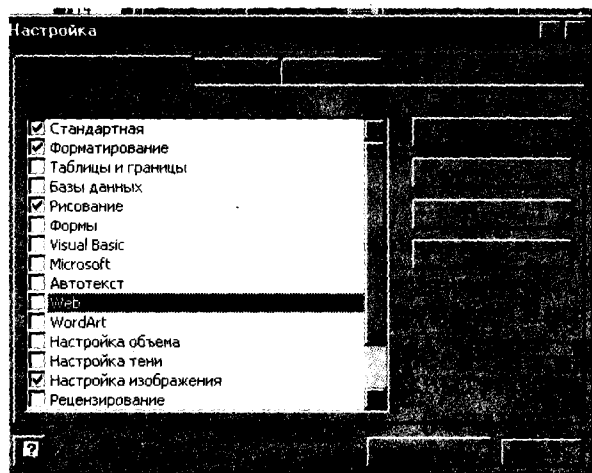 Настройка
Стандартная
Форматирование
Таблицы и границы
Базы данных
Рисование
Формы
Visual Basic
Microsoft
Автотекст
Web
WordArt
Настройка объема
Настройка тени
Настройка изображения
Рецензирование
?